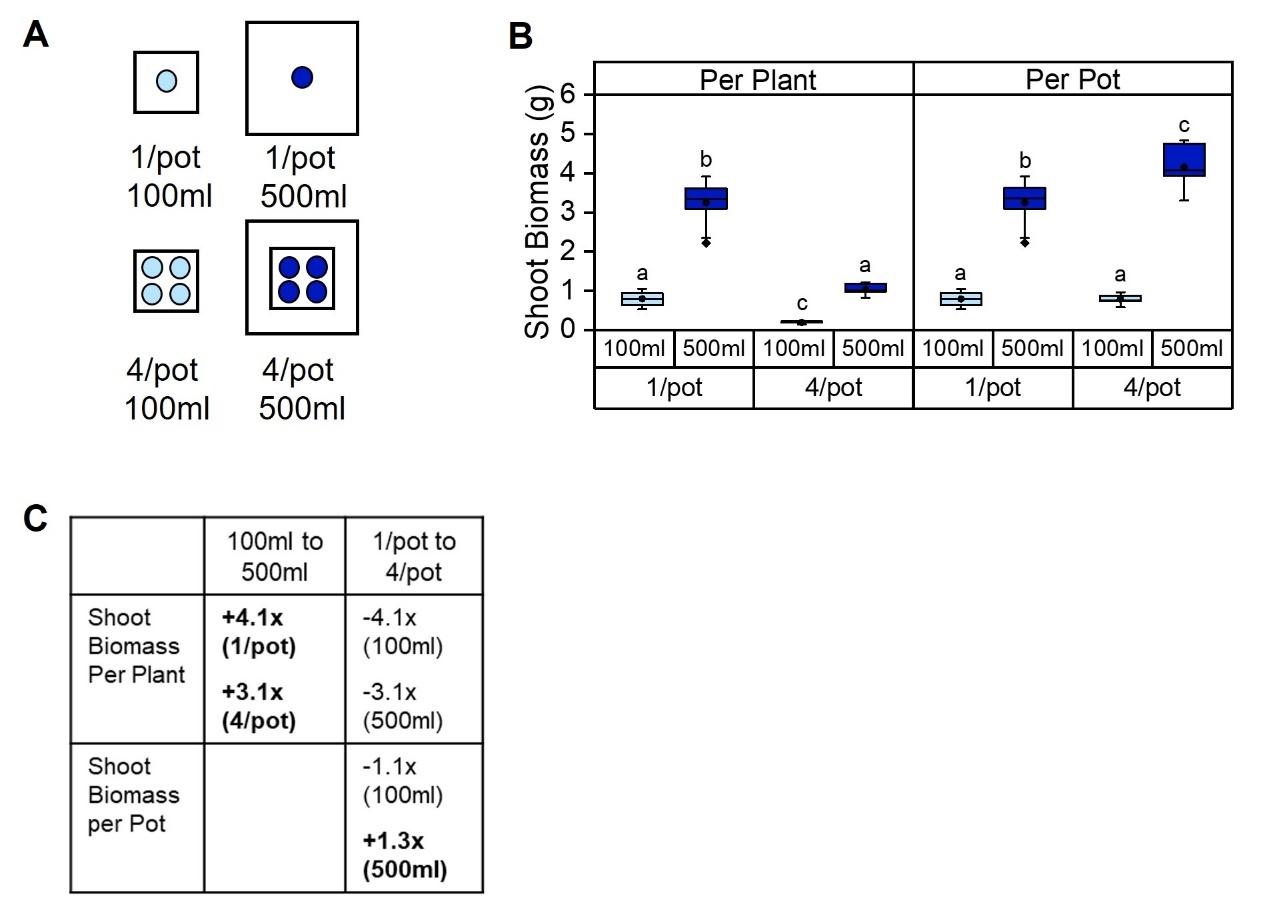 A
1/pot
100ml
1/pot
500ml
4/pot
100ml
4/pot
500ml
B
Per Plant
Per Pot
Shoot Biomass (g)
6
5
4
3
2
1
0
a
b
c
a
a
b
a
c
100ml
500ml
100ml
500ml
100ml
500ml
100ml
500ml
1/pot
4/pot
1/pot
4/pot
C
100ml to
500ml
1/pot to
4/pot
Shoot
Biomass
Per Plant
+4.1x
(1/pot)
+3.1x
(4/pot)
-4.1x
(100ml)
-3.1x
(500ml)
Shoot
Biomass
per Pot
-1.1x
(100ml)
+1.3x
(500ml)